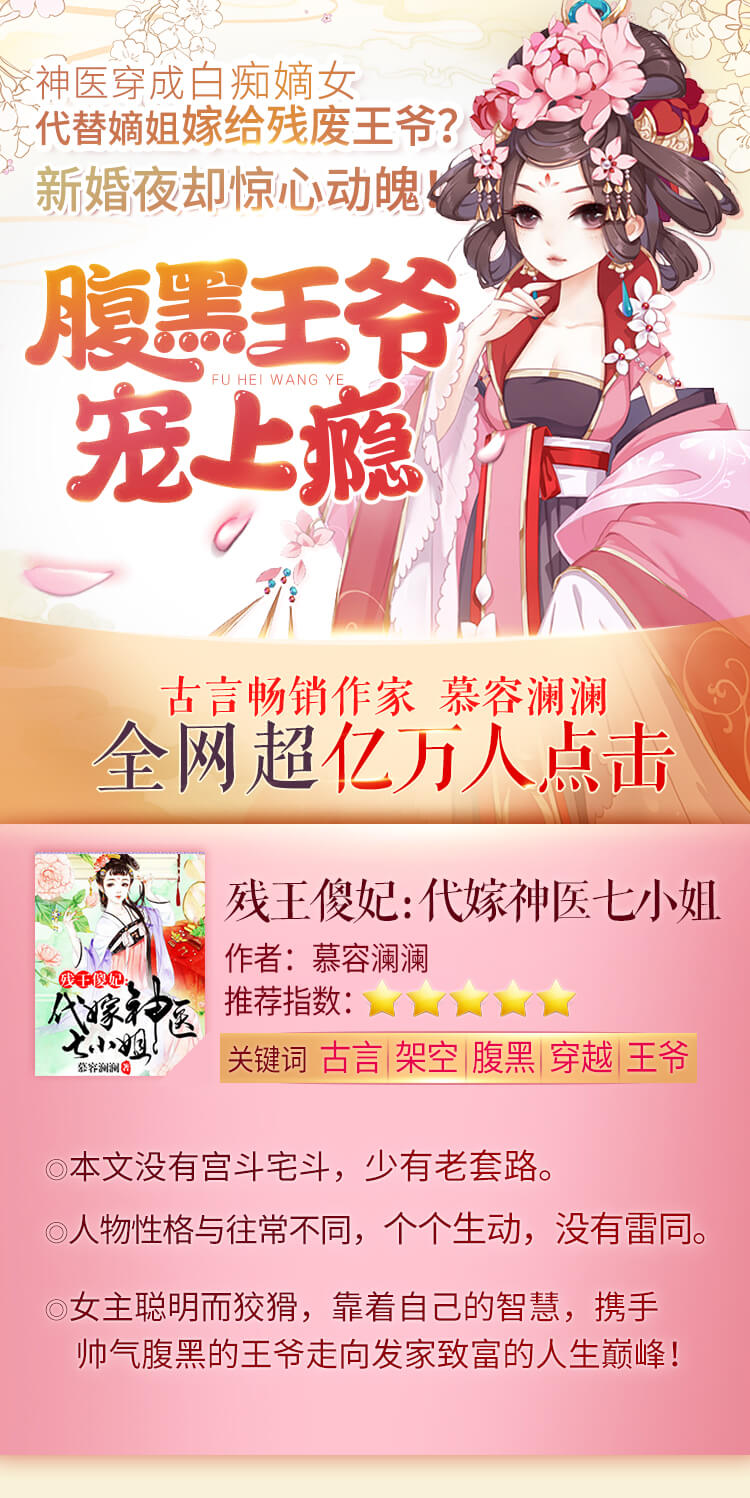 神医穿成白痴嫡女
代替嫡姐嫁给残废王爷？
新婚夜却惊心动魄！
腹黑王爷
FU HEI WANG YE
宠上瘾
古言畅销作家 慕容澜澜
全网超亿万人点击
残王傻妃:代嫁神医七小姐
作者：慕容澜澜
推荐指数：
关键词 古言 架空 腹黑 穿越 王爷
残王傻妃:
代嫁神医
七小姐
慕容澜澜 著
◎本文没有宫斗宅斗，少有老套路。
◎人物性格与往常不同，个个生动，没有雷同。
◎女主聪明而狡猾，靠着自己的智慧，携手
帅气腹黑的王爷走向发家致富的人生巅峰！